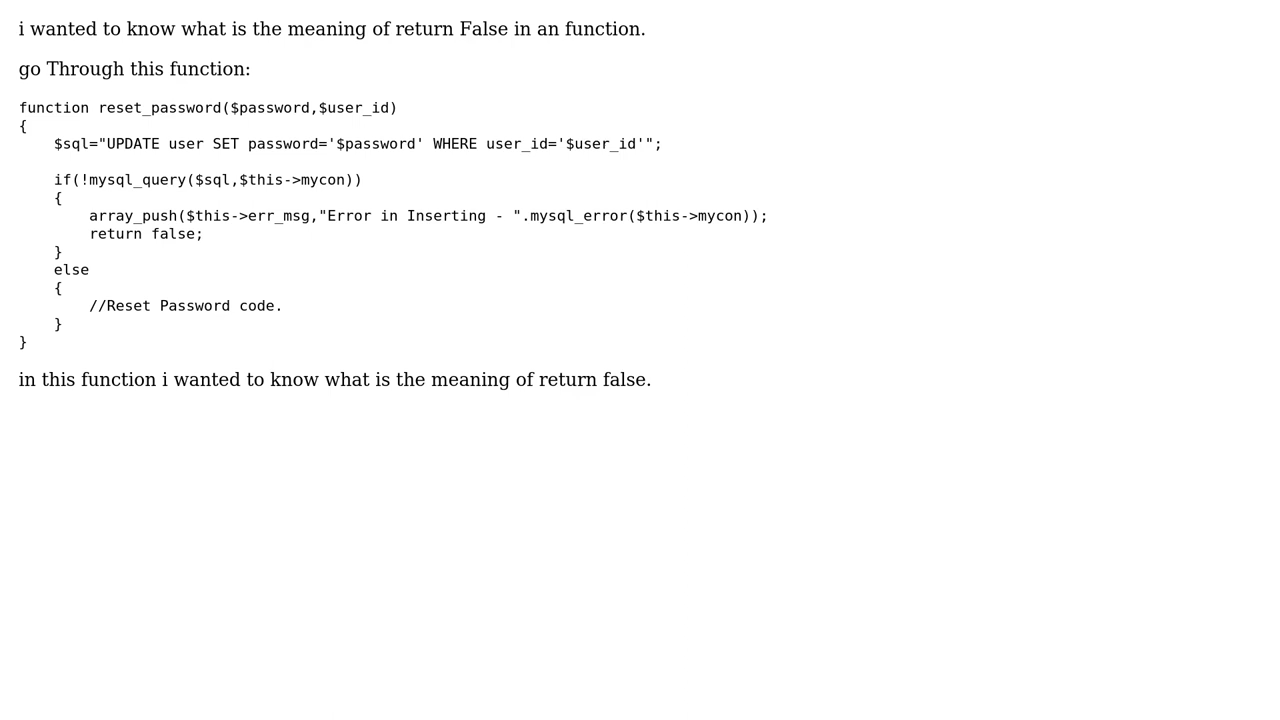 i wanted to know what is the meaning of return False in an function.
go Through this function:
function reset_password($password,$user_id)
{
    $sql="UPDATE user SET password='$password' WHERE user_id='$user_id'";
    if(!mysql_query($sql,$this->mycon))
    {
        array_push($this->err_msg,"Error in Inserting - ".mysql_error($this->mycon));
        return false;
    }
    else
    {
        //Reset Password code.
    }
}
in this function i wanted to know what is the meaning of return false.